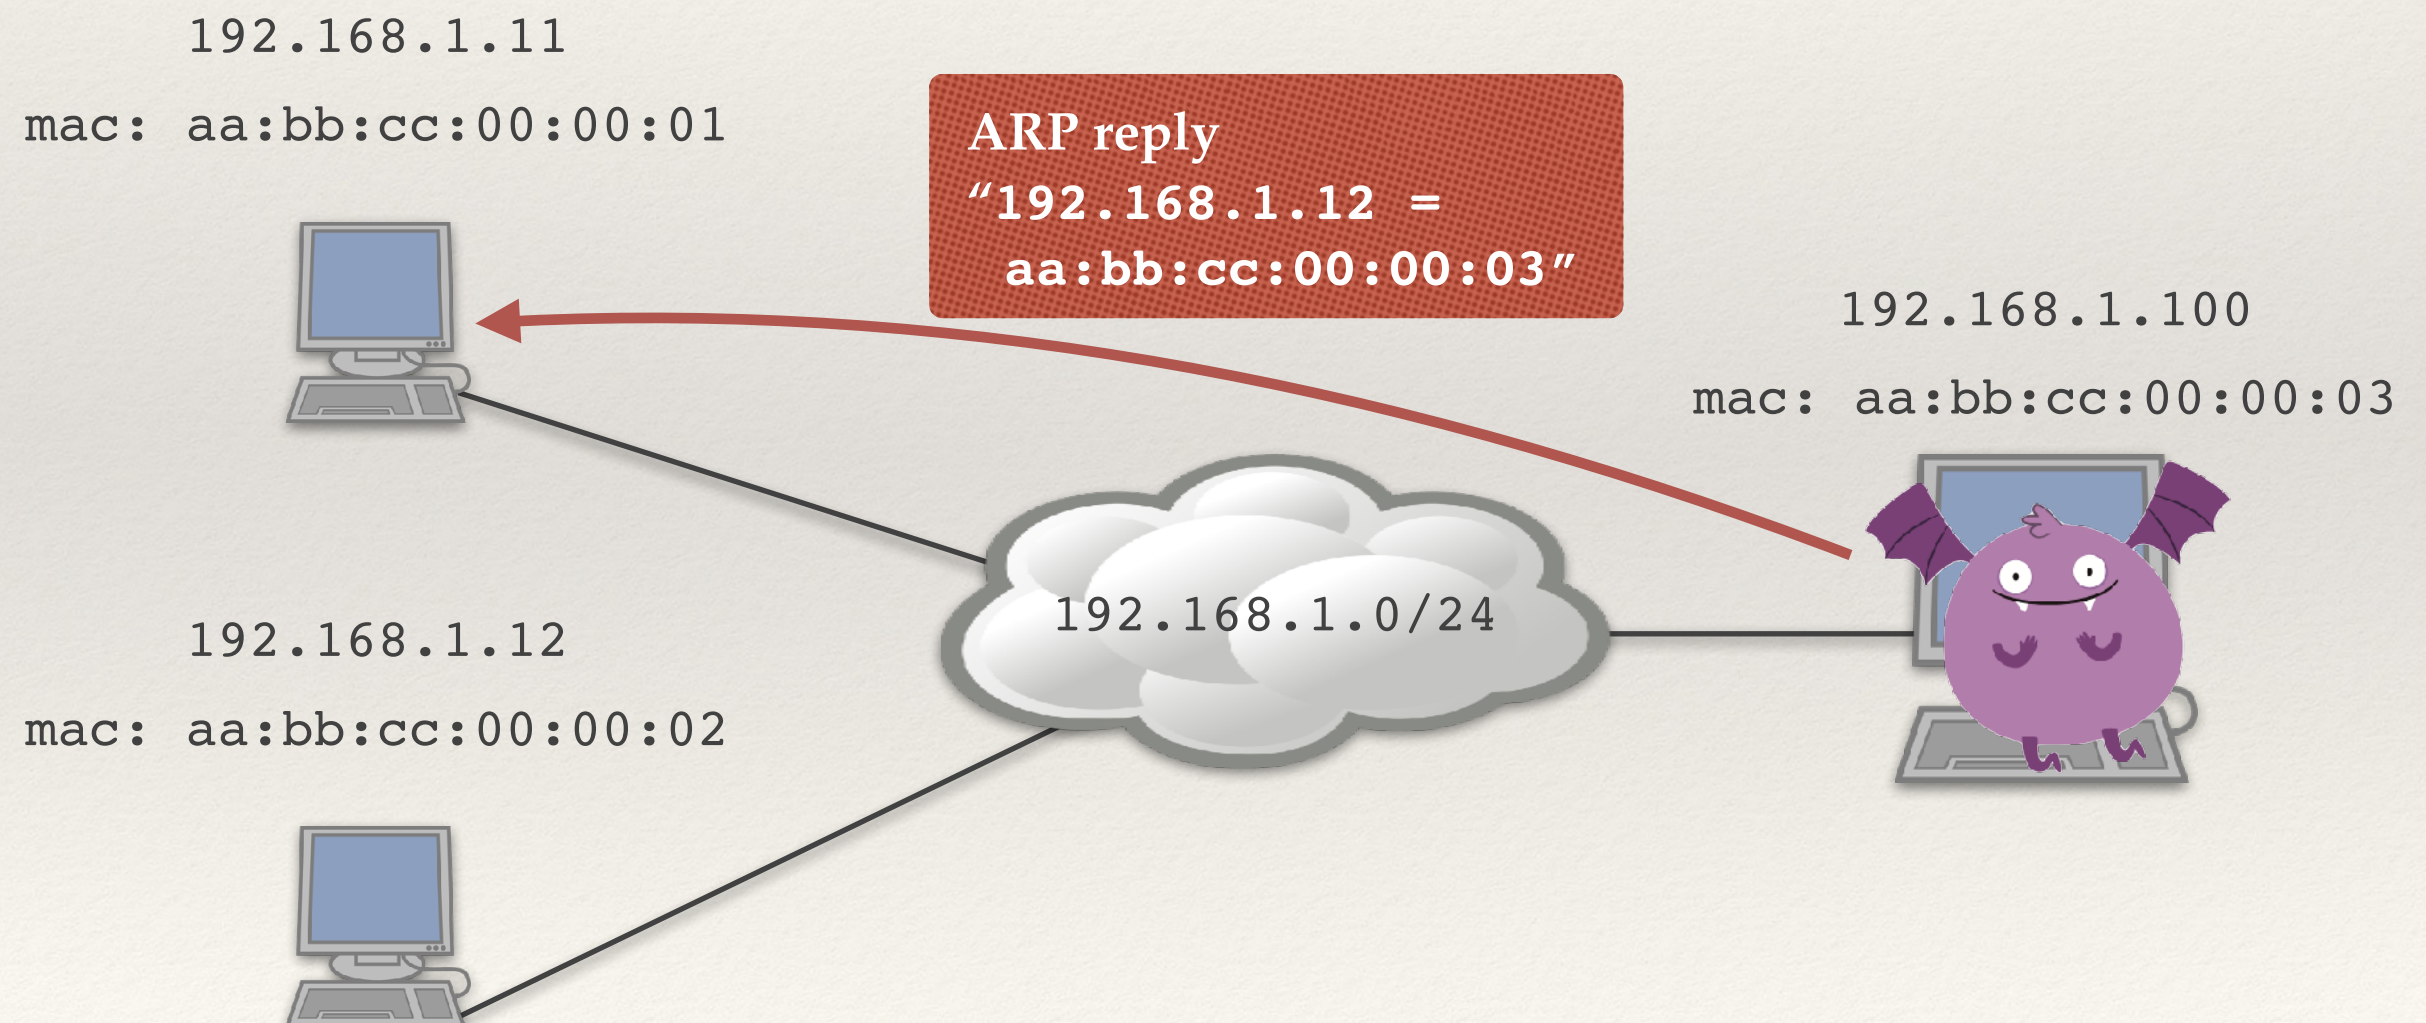 192.168.1.11
mac: aa:bb:cc:00:00:01
ARP reply
“192.168.1.12 =
aa:bb:cc:00:00:03”
192.168.1.100
mac: aa:bb:cc:00:00:03
192.168.1.0/24
192.168.1.12
mac: aa:bb:cc:00:00:02